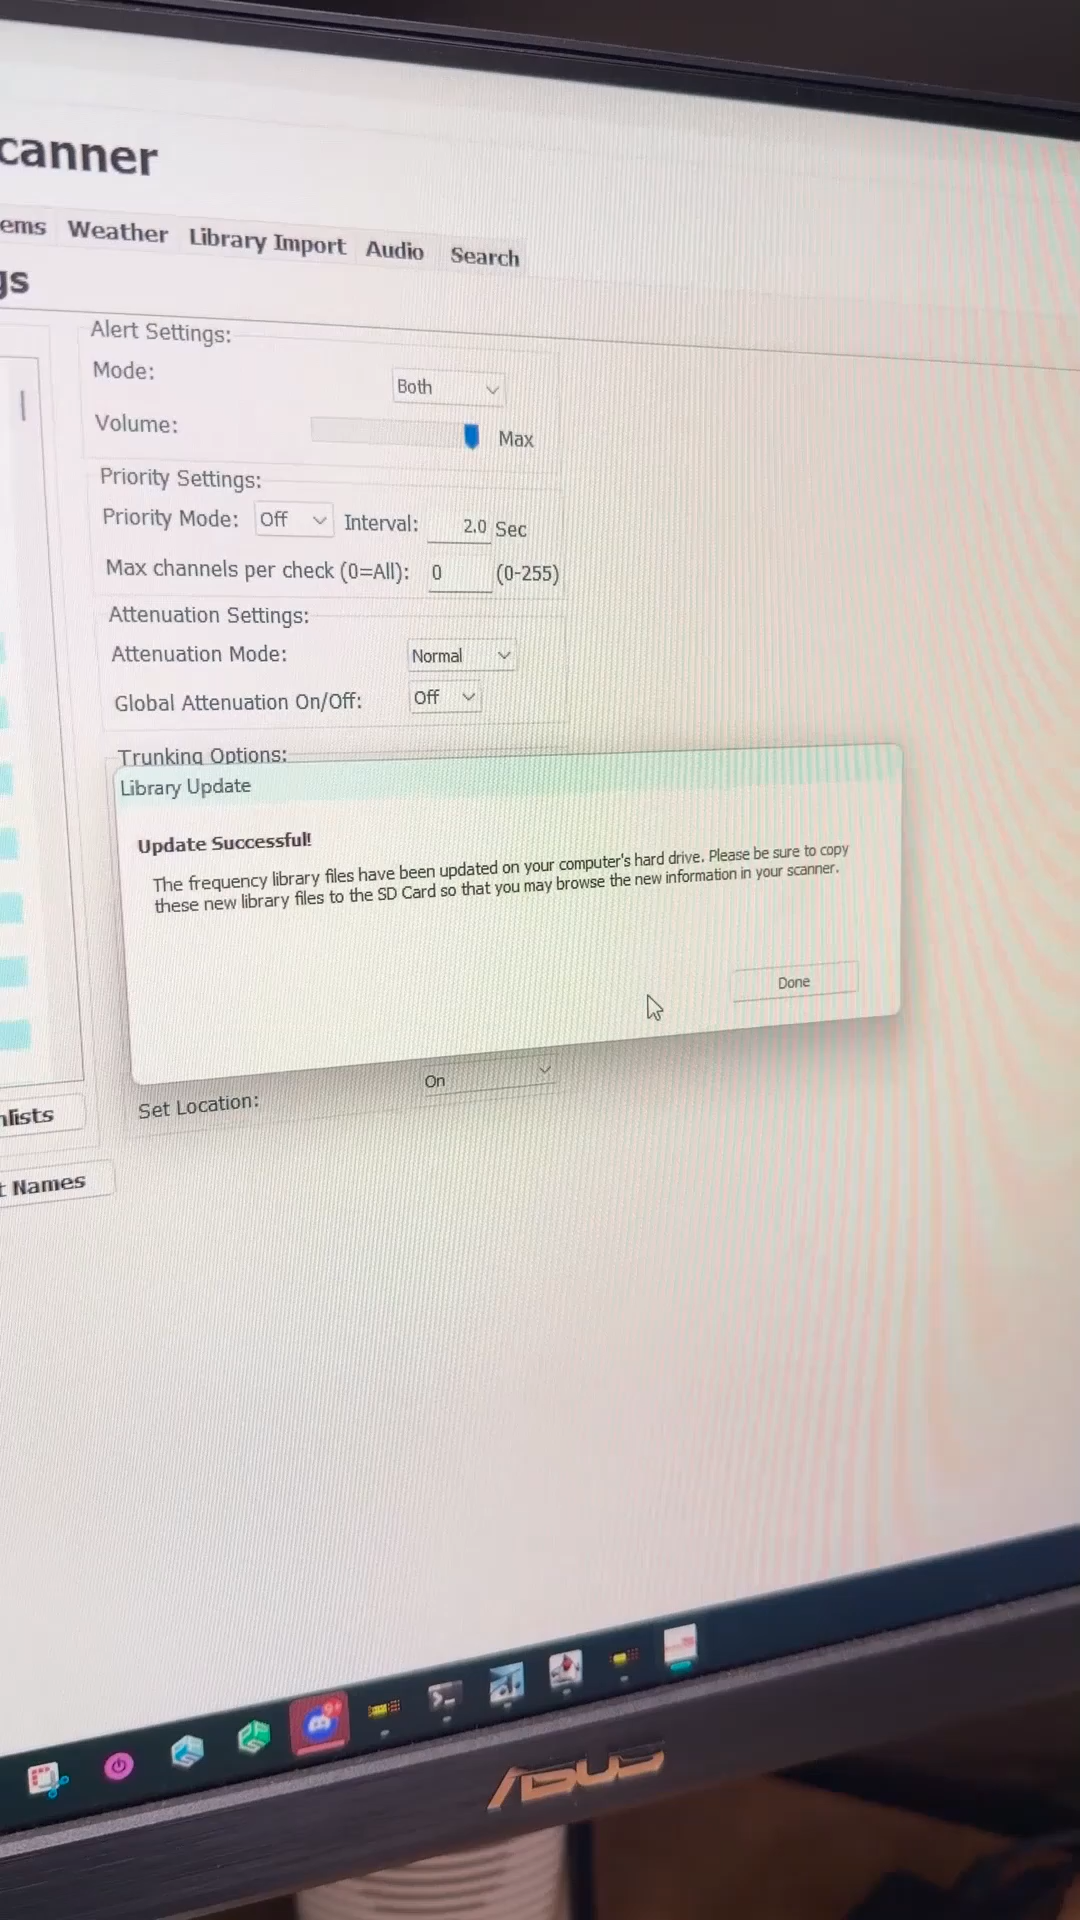 canner
ems Weather Library Import Audio Search
gs
Alert Settings:
Mode: Both
Volume: Max
Priority Settings:
Priority Mode: Off Interval: 2.0 Sec
Max channels per check (0=All): 0 (0-255)
Attenuation Settings:
Attenuation Mode: Normal
Global Attenuation On/Off: Off
Trunking Options:
Library Update
Update Successful!
The frequency library files have been updated on your computer's hard drive. Please be sure to copy
these new library files to the SD Card so that you may browse the new information in your scanner.
Done
Set Location: On
nlists
t Names
ASUS